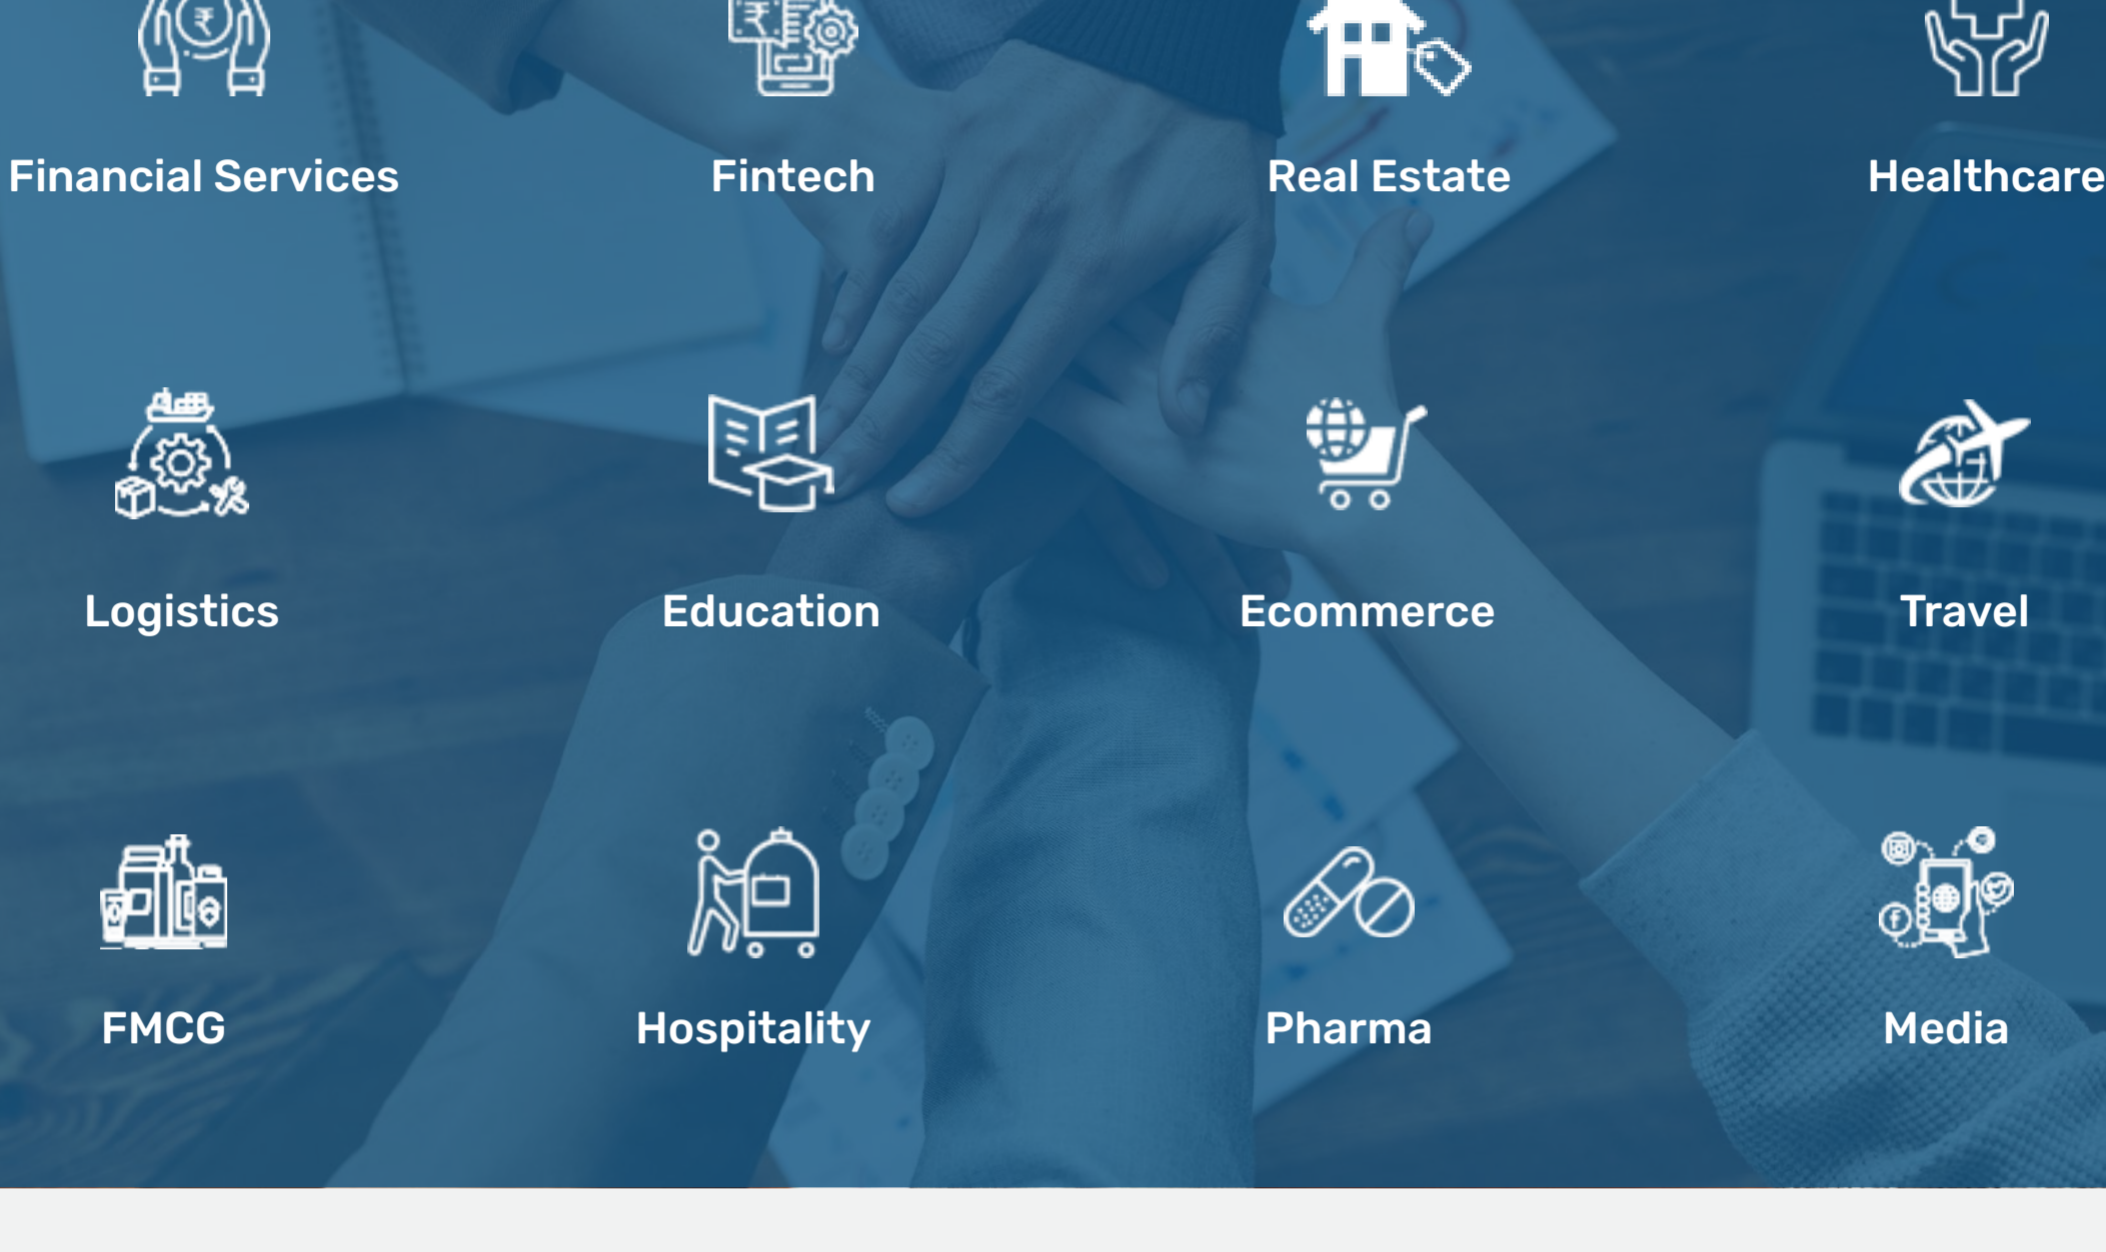 Financial Services
Fintech
Real Estate
Healthcare
Logistics
Education
Ecommerce
Travel
FMCG
Hospitality
Pharma
Media